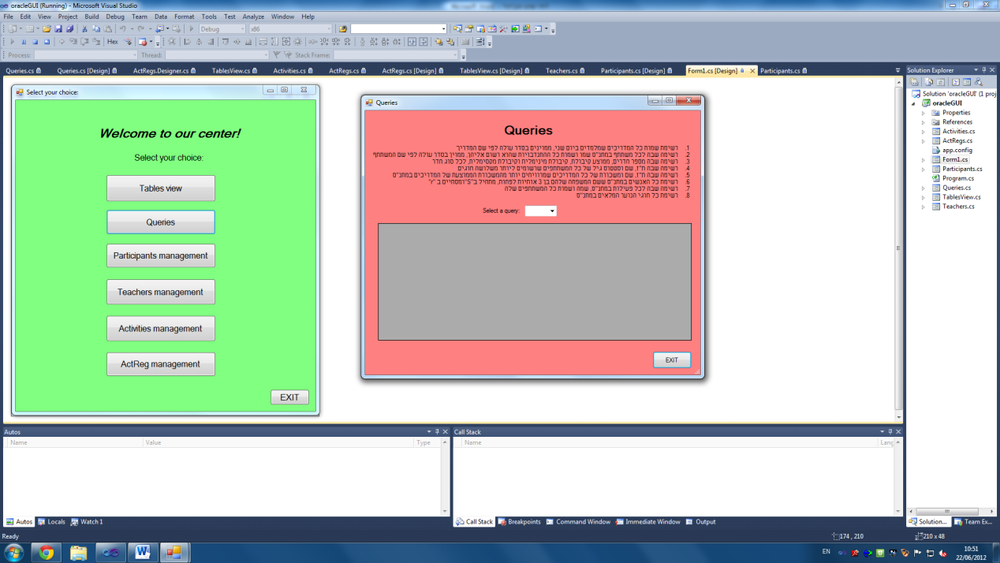 oracleGUI (Running) - Microsoft Visual Studio
File Edit View Project Build Debug Team Data Format Tools Test Analyze Window Help
Debug x86
Hex
Process: Thread: Stack Frame:
Queries.cs Queries.cs [Design] ActRegs.Designer.cs TablesView.cs Activities.cs ActRegs.cs ActRegs.cs [Design] TablesView.cs [Design] Teachers.cs Participants.cs [Design] Form1.cs [Design] Participants.cs
Select your choice:
Welcome to our center!
Select your choice:
Tables view
Queries
Participants management
Teachers management
Activities management
ActReg management
EXIT
Queries
Queries
1. רשימת שמות כל המדריכים שמלמדים ביום שני, ממוינים בסדר עולה לפי שם המדריך
2. רשימה שבה לכל משתתף במתנ"ס שמו ושמות כל ההתנדבויות שהוא רשום אליהן, ממוין בסדר עולה לפי שם המשתתף
3. רשימה שבה מספר חדרים, ממוצע קיבולת, קיבולת מינימלית וקיבולת מקסימלית, לכל סוג חדר
4. רשימה שבה ת"ז, שם וסטטוס גיל של כל המשתתפים שרשומים ליותר משלושה חוגים
5. רשימה שבה ת"ז, שם ומשכורת של כל המדריכים שמרוויחים יותר מהמשכורת הממוצעת של המדריכים במתנ"ס
6. רשימת כל האנשים במתנ"ס ששם המשפחה שלהם בן 3 אותיות לפחות, מתחיל ב"S" ומסתיים ב "r"
7. רשימה שבה לכל פעילות במתנ"ס, שמה ושמות כל המשתתפים שלה
8. רשימת כל חוגי הנוער המלאים במתנ"ס
Select a query:
EXIT
Solution Explorer
Solution 'oracleGUI' (1 proj
oracleGUI
Properties
References
Activities.cs
ActRegs.cs
app.config
Form1.cs
Participants.cs
Program.cs
Queries.cs
TablesView.cs
Teachers.cs
Autos
Name Value Type
Call Stack
Name Lang
Autos Locals Watch 1
Call Stack Breakpoints Command Window Immediate Window Output
Solution... Team Ex...
Ready
174 , 210 210 x 48
EN
10:51
22/06/2012